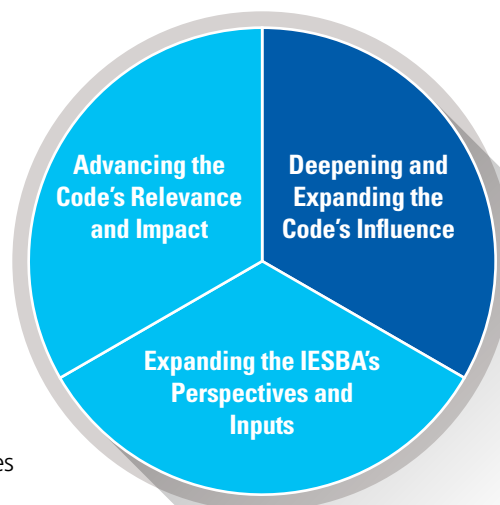 Advancing the
Code's Relevance
and Impact
Deepening and
Expanding the
Code's Influence
Expanding the IESBA's
Perspectives and
Inputs